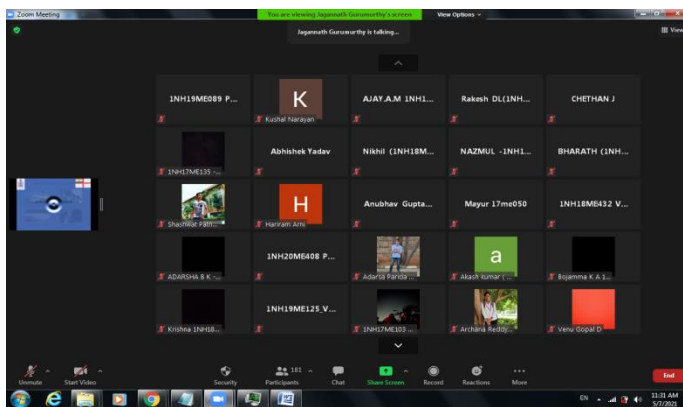 Zoom Meeting
You are viewing Jagannath Gurumurthy's screen
View Options
Jagannath Gurumurthy is talking...
View
1NH19ME089 P...
K
Kushal Narayan
AJAY.A.M 1NH1...
Rakesh DL(1NH...
CHETHAN J
1NH17ME135 -...
Abhishek Yadav
Nikhil (1NH18M...
NAZMUL -1NH1...
BHARATH (1NH...
Shashwat Path...
H
Hariram Arni
Anubhav Gupta...
Mayur 17me050
1NH18ME432 V...
ADARSHA B K -...
1NH20ME408 P...
Adarsa Parida ...
a
Akash kumar ( ...
Bojamma K A 1...
Krishna 1NH18...
1NH19ME125_V...
1NH17ME103 ...
Archana Reddy...
Venu Gopal D
Unmute
Start Video
Security
181
Participants
Chat
Share Screen
Record
Reactions
More
End
EN
11:31 AM
5/7/2021